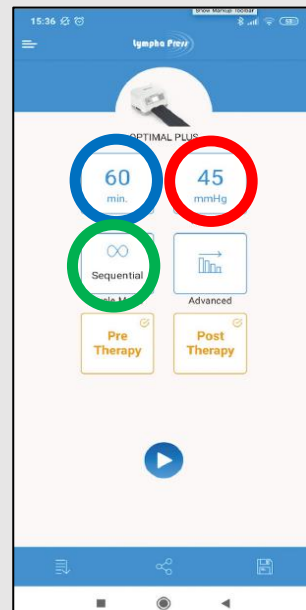 Show Markup Toolbar
15:36
Lympha Press
OPTIMAL PLUS
60
min.
45
mmHg
Sequential
Advanced
Pre
Therapy
Post
Therapy